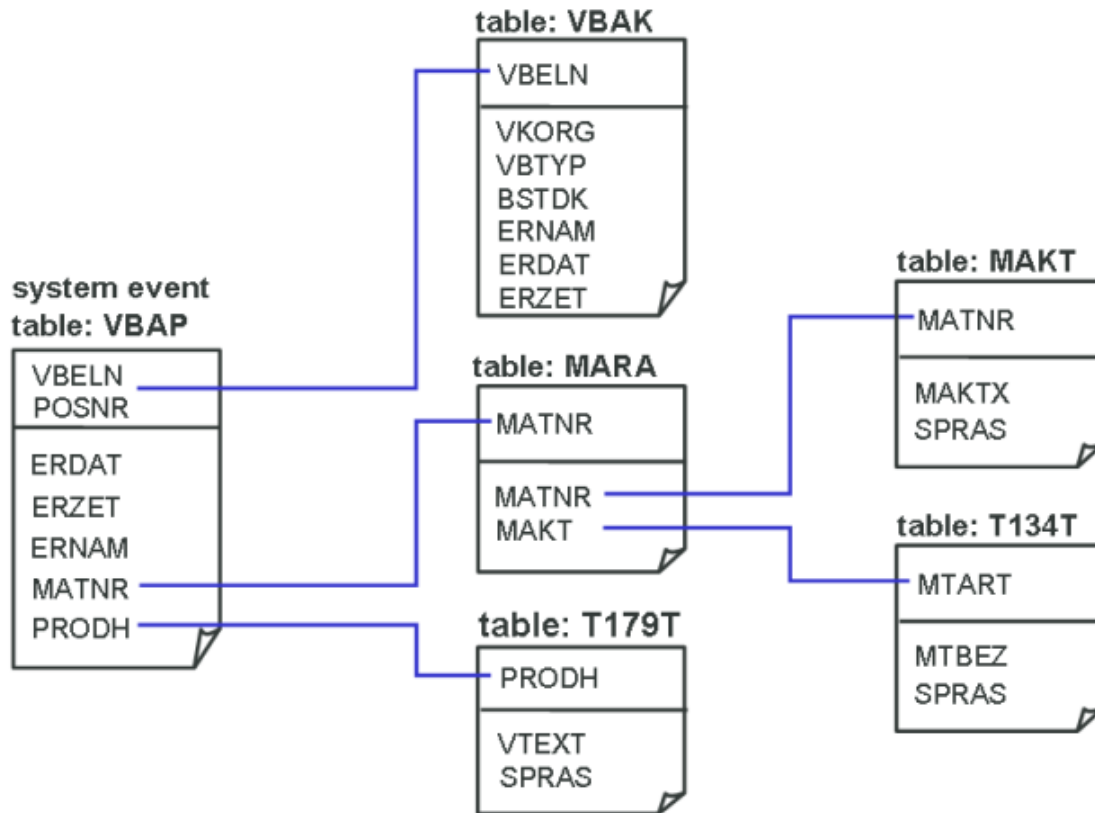 table: VBAK
VBELN
VKORG
VBTYP
BSTDK
ERNAM
ERDAT
ERZET
system event
table: VBAP
VBELN
POSNR
ERDAT
ERZET
ERNAM
MATNR
PRODH
table: MARA
MATNR
MATNR
MAKT
table: T179T
PRODH
VTEXT
SPRAS
table: MAKT
MATNR
MAKTX
SPRAS
table: T134T
MTART
MTBEZ
SPRAS